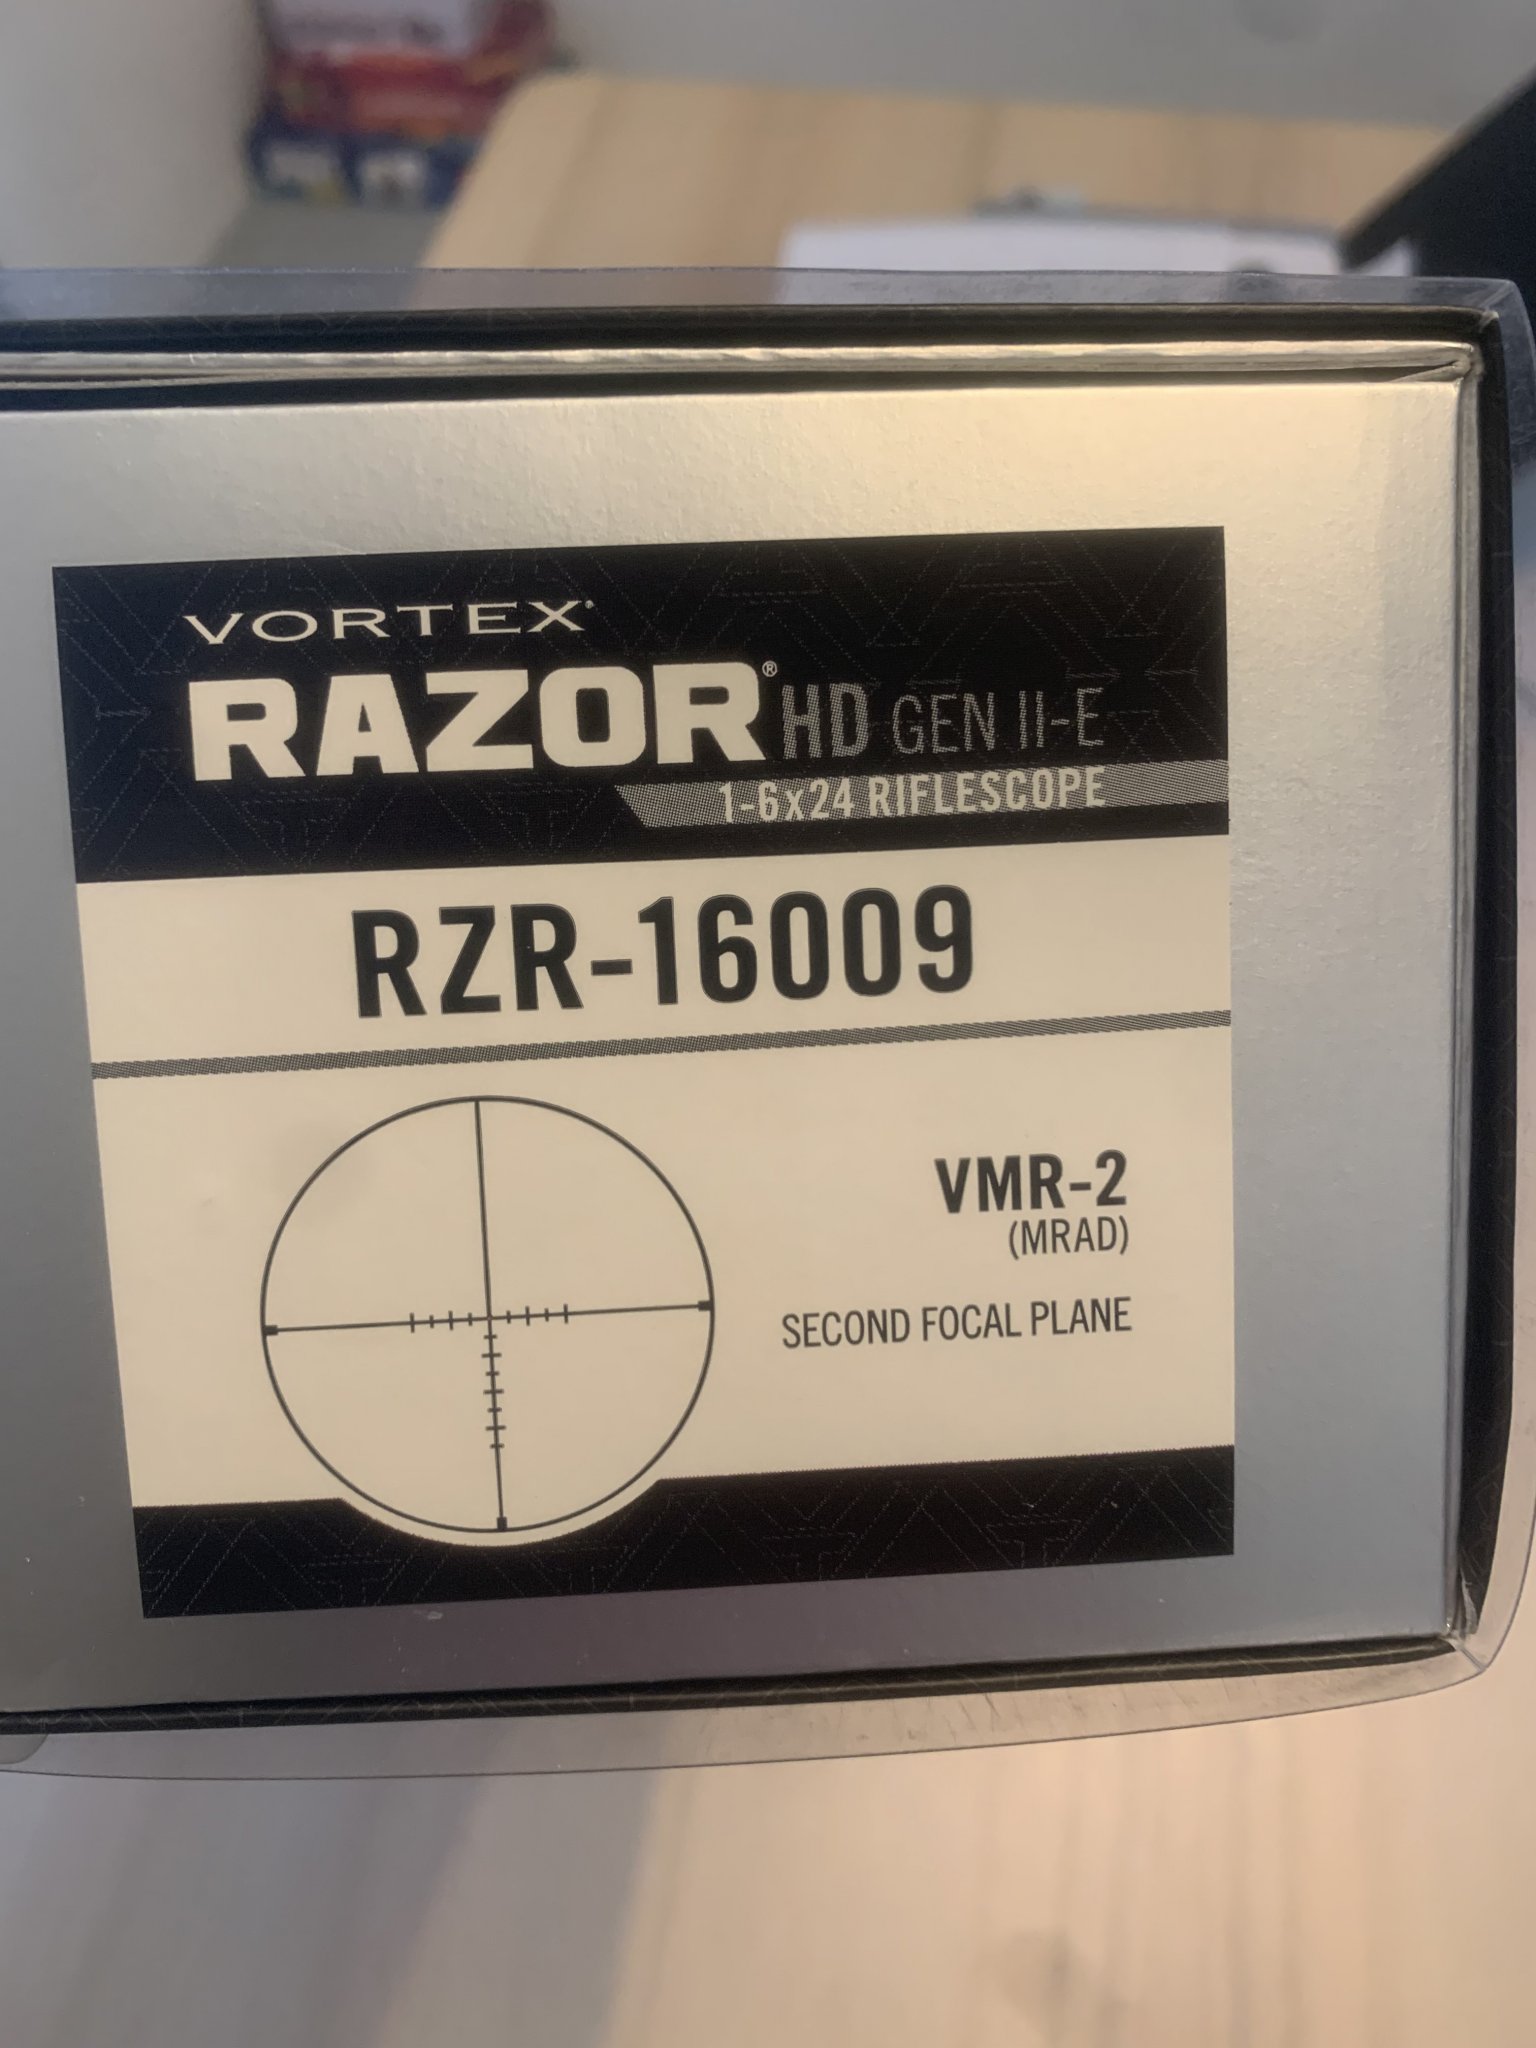 VORTEX®
RAZOR® HD GEN II-E
1-6x24 RIFLESCOPE
RZR-16009
VMR-2
(MRAD)
SECOND FOCAL PLANE